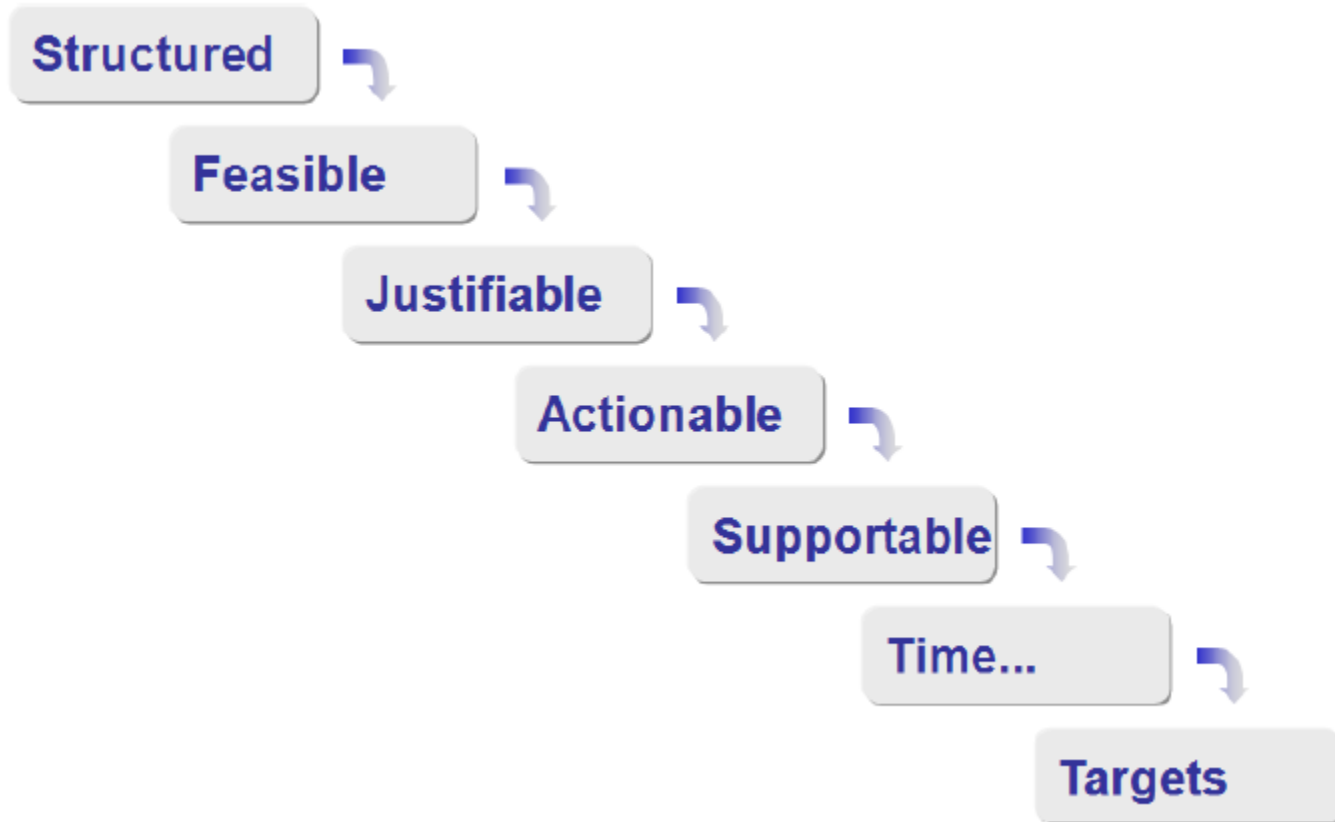 Structured
Feasible
Justifiable
Actionable
Supportable
Time...
Targets